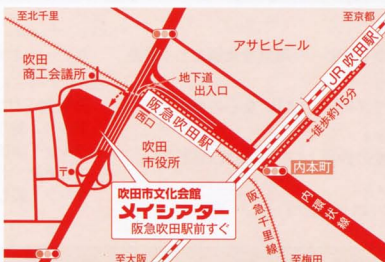 至北千里
至京都
アサヒビール
吹田
商工会議所
地下道
出入口
JR吹田駅
←徒歩約15分
阪急吹田駅
西口
吹田
市役所
内本町
吹田市文化会館
メイシアター
阪急吹田駅前すぐ
阪急千里線
内環状線
至大阪
至梅田